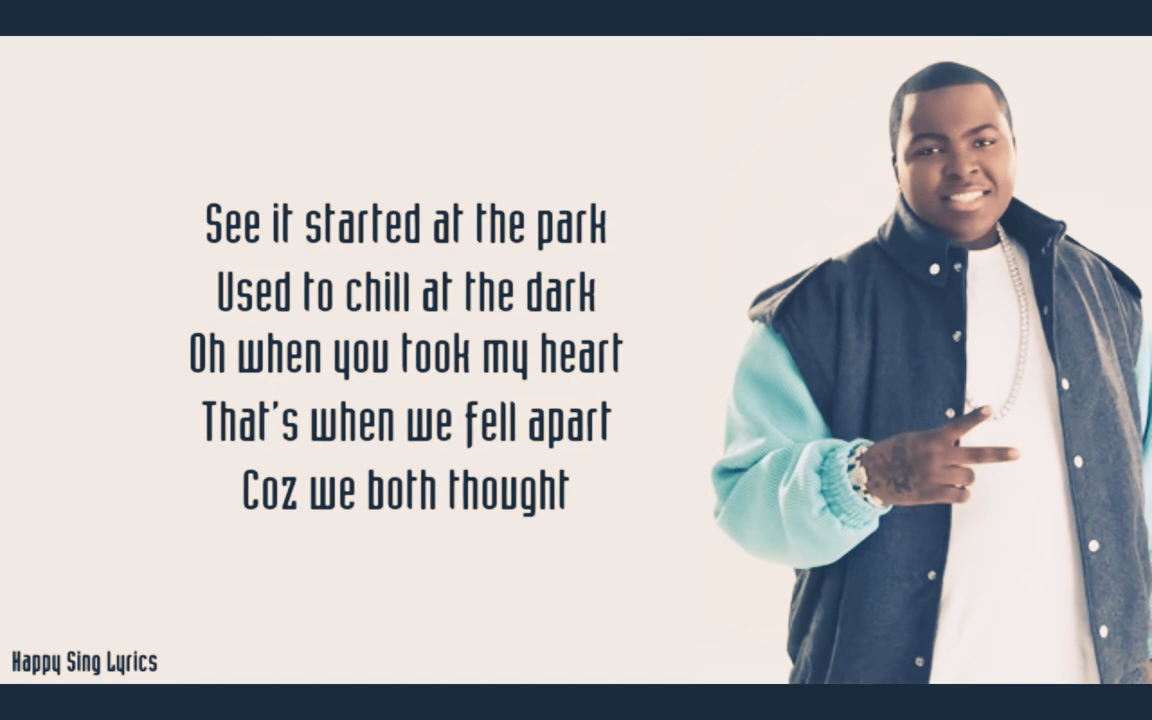 See it started at the park
Used to chill at the dark
Oh when you took my heart
That's when we fell apart
Coz we both thought
Happy Sing Lyrics